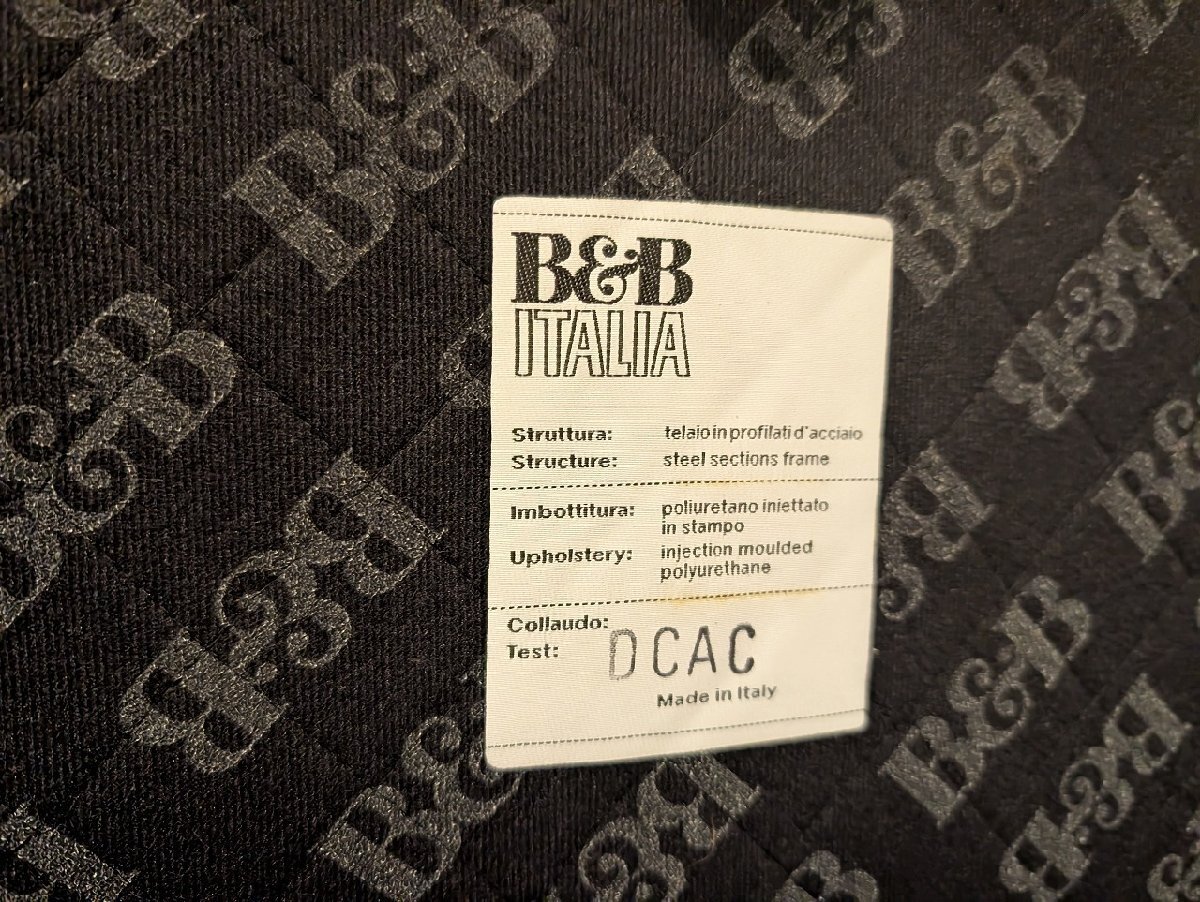 B&B
ITALIA
Struttura: telaio in profilati d'acciaio
Structure: steel sections frame
Imbottitura: poliuretano iniettato
in stampo
Upholstery: injection moulded
polyurethane
Collaudo:
Test: DCAC
Made in Italy
B&B
B&B
B&B
B&B
B&B
B&B
B&B
B&B
B&B
B&B
B&B
B&B